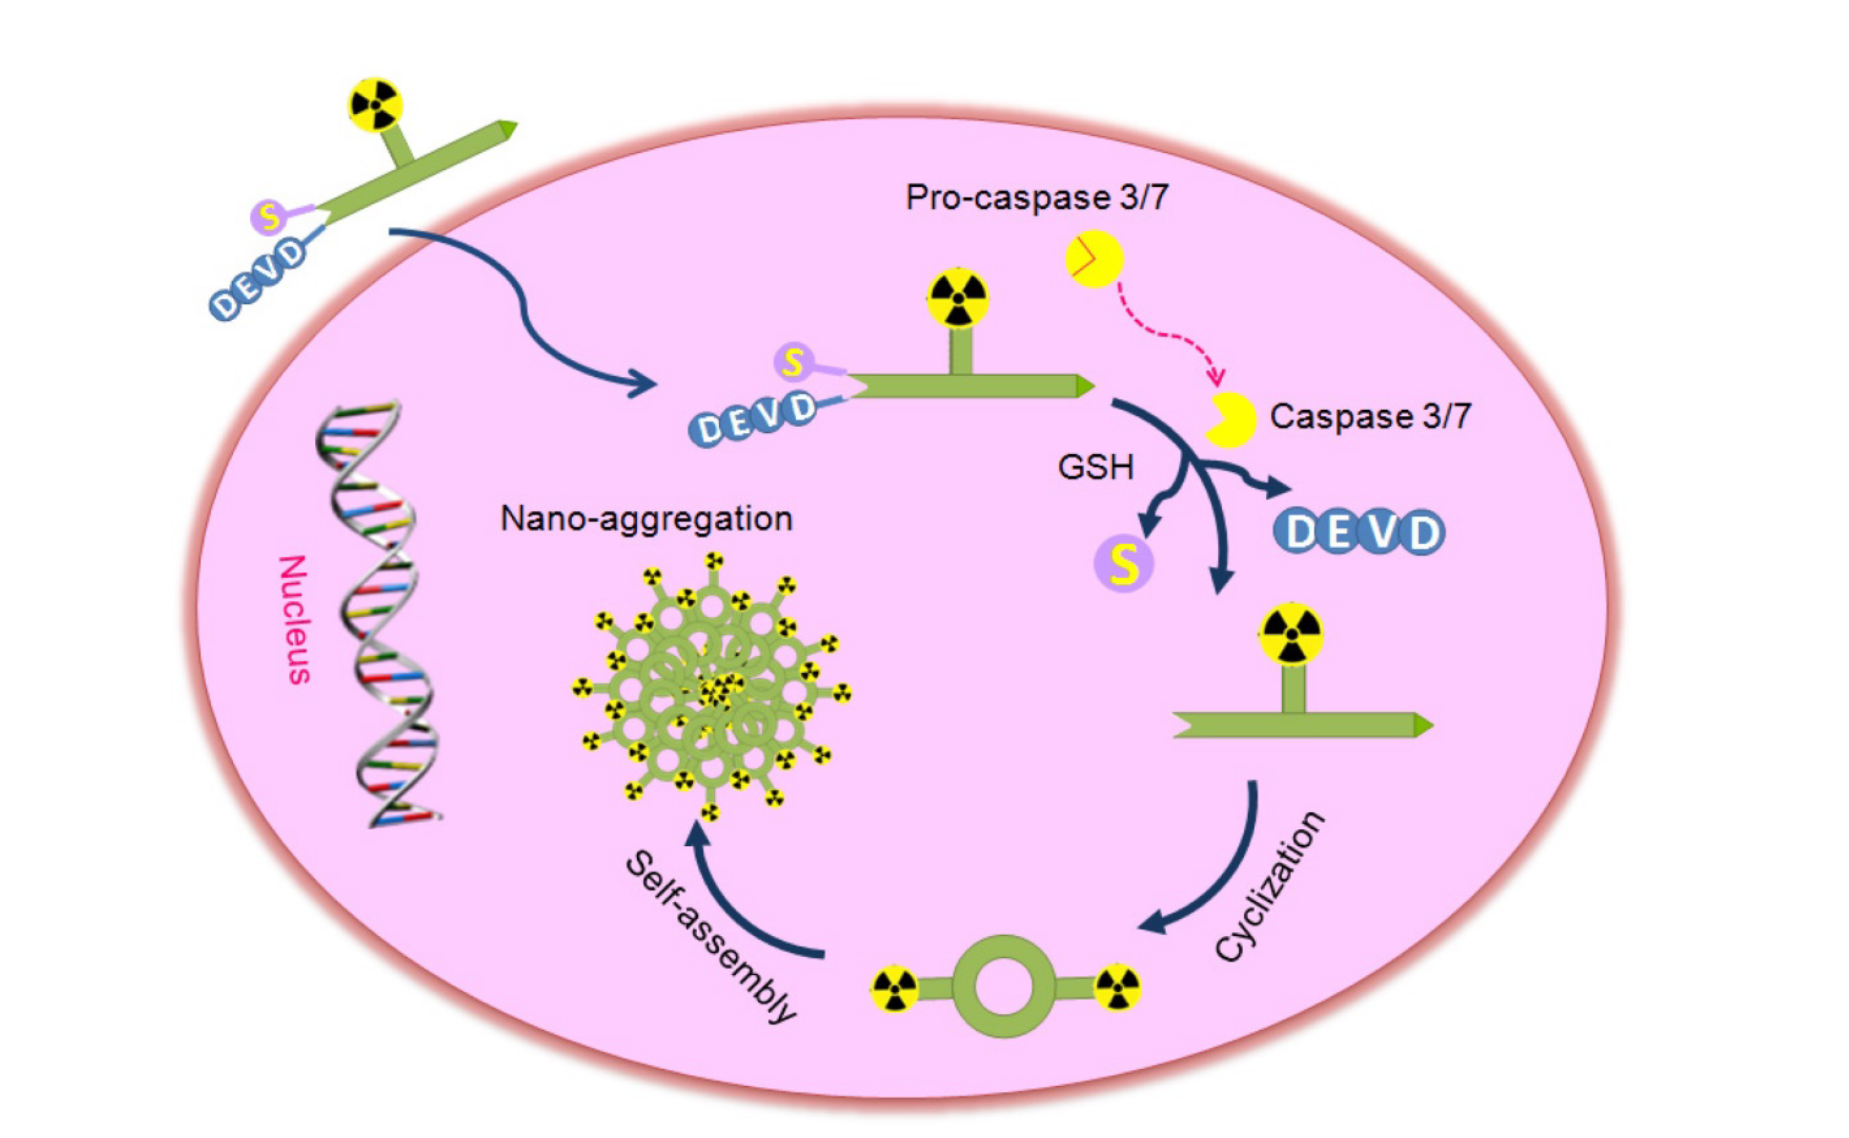 S
DEVD
Pro-caspase 3/7
S
DEVD
Caspase 3/7
GSH
S
DEVD
Nano-aggregation
Nucleus
Cyclization
Self-assembly